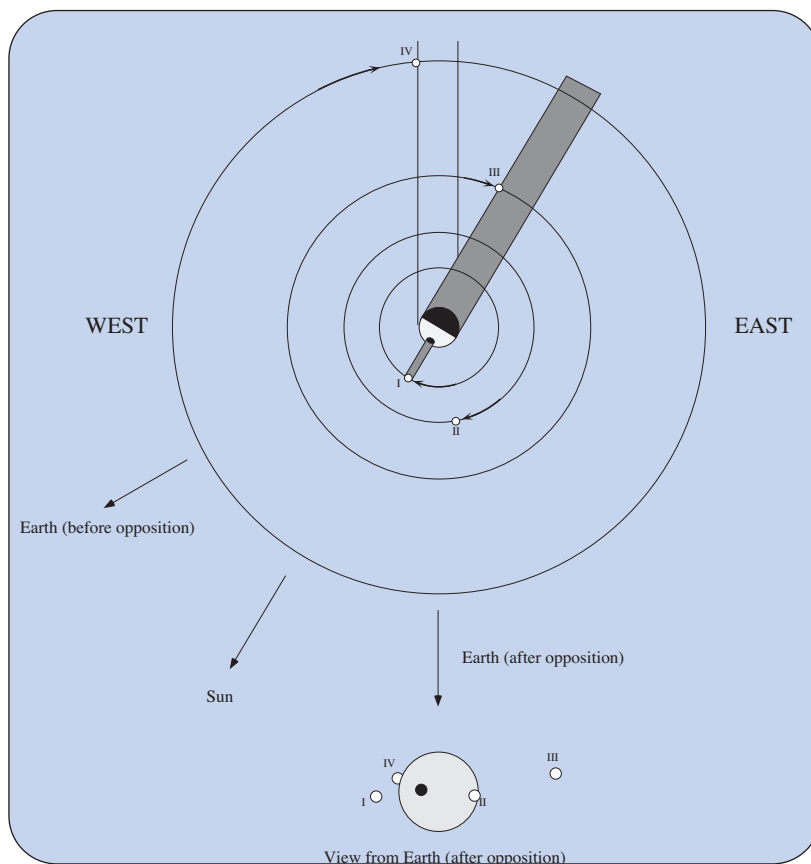 IV
III
WEST
EAST
I
II
Earth (before opposition)
Earth (after opposition)
Sun
IV
III
I
II
View from Earth (after opposition)